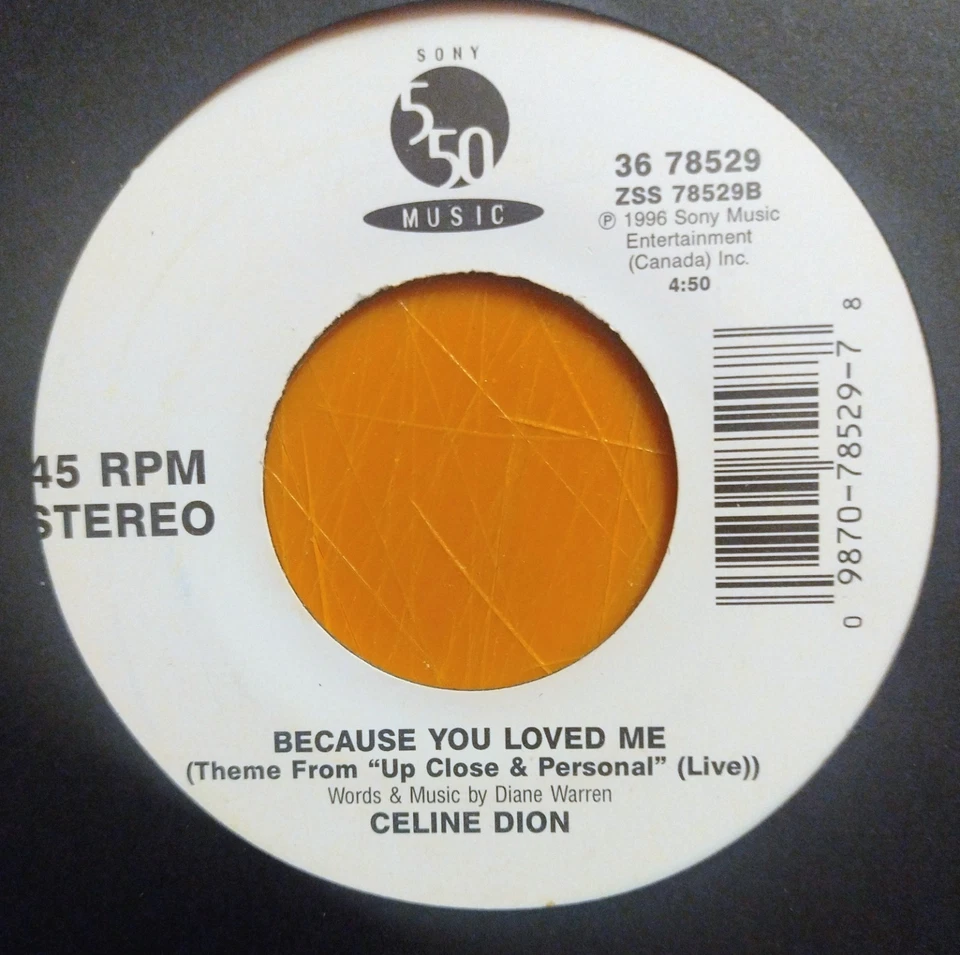 SONY
550
MUSIC
36 78529
ZSS 78529B
℗ 1996 Sony Music
Entertainment
(Canada) Inc.
4:50
0 9870-78529-7 8
45 RPM
STEREO
BECAUSE YOU LOVED ME
(Theme From “Up Close & Personal” (Live))
Words & Music by Diane Warren
CELINE DION